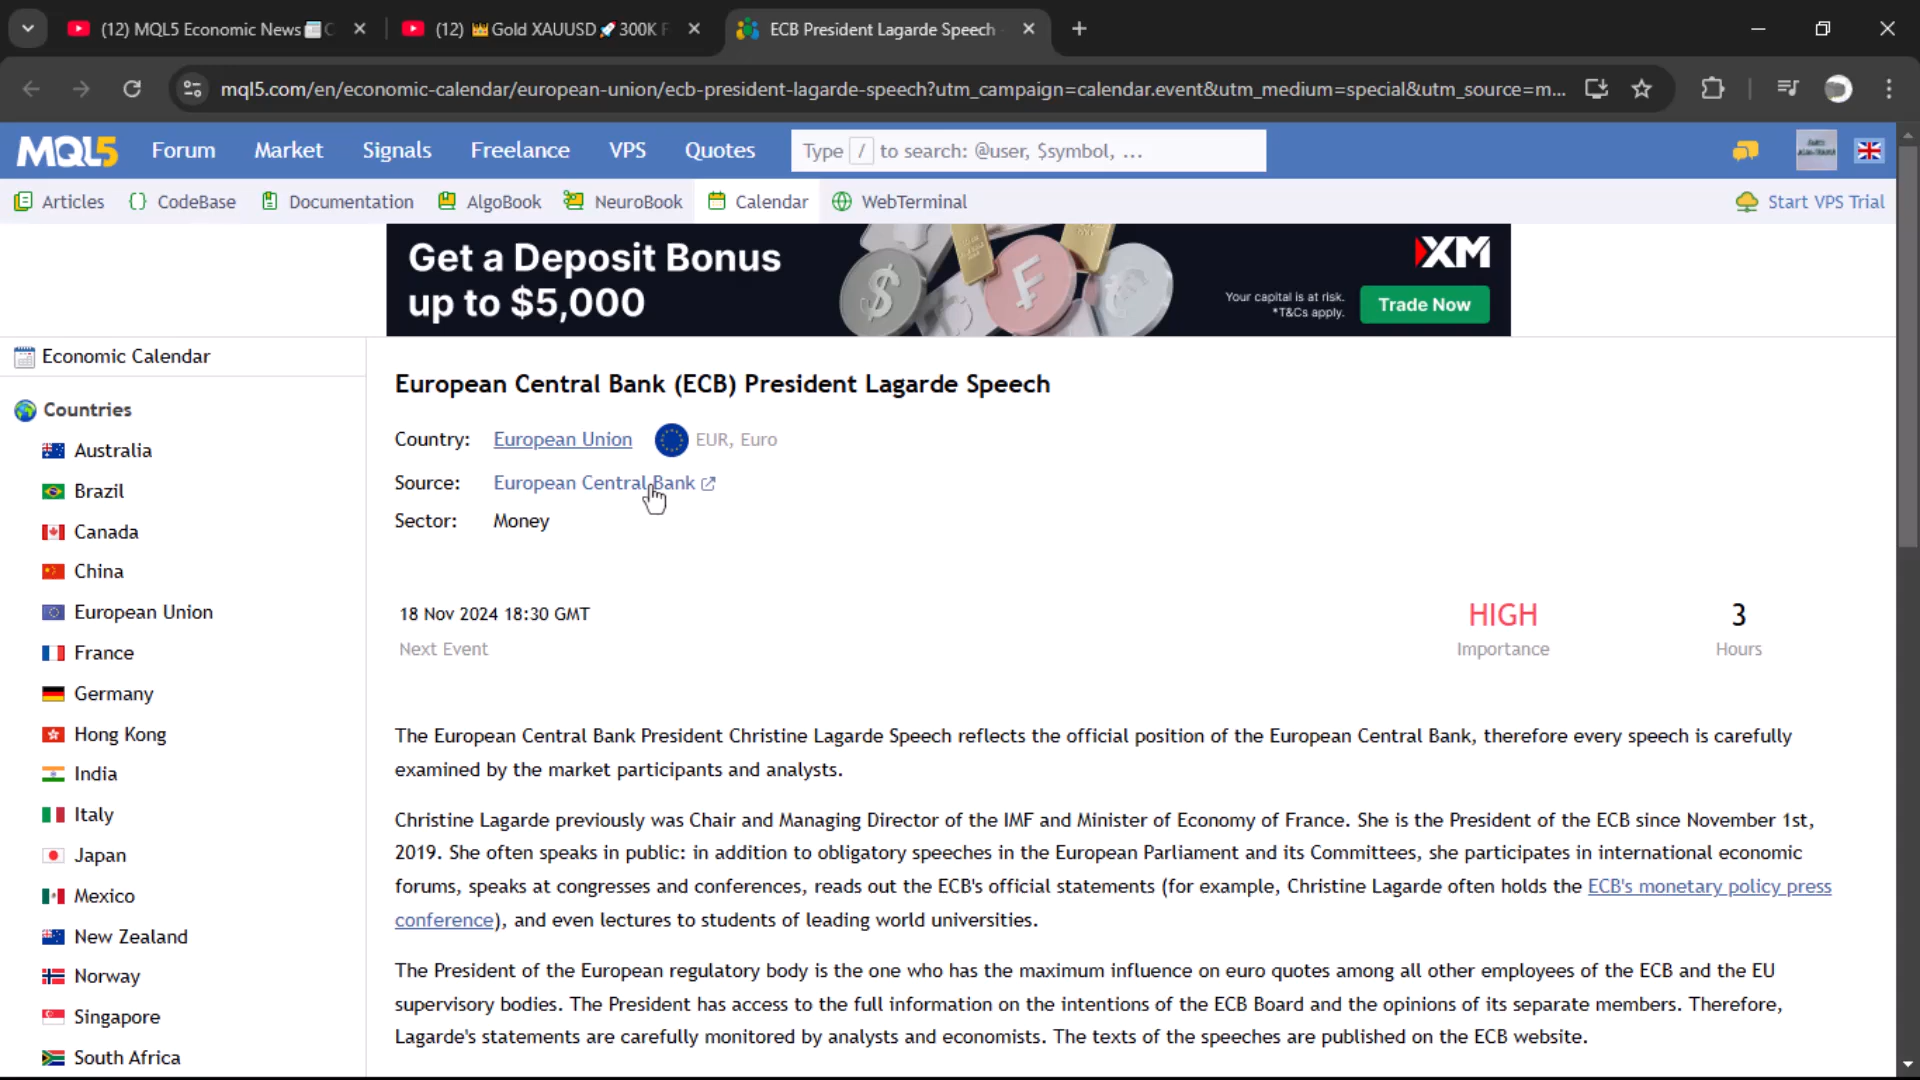 (12) MQL5 Economic News
(12) Gold XAUUSD 300K F
ECB President Lagarde Speech
mql5.com/en/economic-calendar/european-union/ecb-president-lagarde-speech?utm_campaign=calendar.event&utm_medium=special&utm_source=m...
MQL5
Forum
Market
Signals
Freelance
VPS
Quotes
Type / to search: @user, $symbol, ...
Articles
CodeBase
Documentation
AlgoBook
NeuroBook
Calendar
WebTerminal
Start VPS Trial
Get a Deposit Bonus
up to $5,000
XM
Your capital is at risk.
*T&Cs apply.
Trade Now
Economic Calendar
Countries
Australia
Brazil
Canada
China
European Union
France
Germany
Hong Kong
India
Italy
Japan
Mexico
New Zealand
Norway
Singapore
South Africa
European Central Bank (ECB) President Lagarde Speech
Country: European Union EUR, Euro
Source: European Central Bank
Sector: Money
18 Nov 2024 18:30 GMT
Next Event
HIGH
Importance
3
Hours
The European Central Bank President Christine Lagarde Speech reflects the official position of the European Central Bank, therefore every speech is carefully
examined by the market participants and analysts.
Christine Lagarde previously was Chair and Managing Director of the IMF and Minister of Economy of France. She is the President of the ECB since November 1st,
2019. She often speaks in public: in addition to obligatory speeches in the European Parliament and its Committees, she participates in international economic
forums, speaks at congresses and conferences, reads out the ECB's official statements (for example, Christine Lagarde often holds the ECB's monetary policy press
conference), and even lectures to students of leading world universities.
The President of the European regulatory body is the one who has the maximum influence on euro quotes among all other employees of the ECB and the EU
supervisory bodies. The President has access to the full information on the intentions of the ECB Board and the opinions of its separate members. Therefore,
Lagarde's statements are carefully monitored by analysts and economists. The texts of the speeches are published on the ECB website.